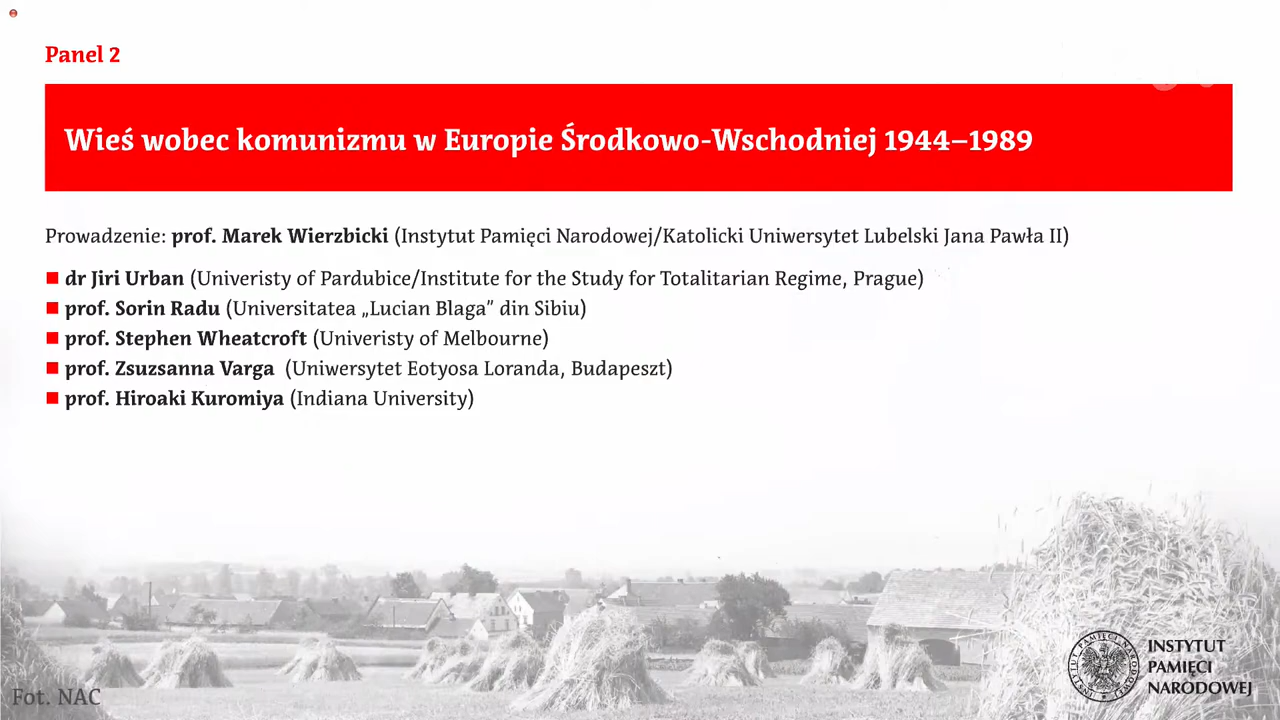 Panel 2
Wieś wobec komunizmu w Europie Środkowo-Wschodniej 1944–1989
Prowadzenie: prof. Marek Wierzbicki (Instytut Pamięci Narodowej/Katolicki Uniwersytet Lubelski Jana Pawła II)
dr Jiri Urban (Univeristy of Pardubice/Institute for the Study for Totalitarian Regime, Prague)
prof. Sorin Radu (Universitatea „Lucian Blaga” din Sibiu)
prof. Stephen Wheatcroft (Univeristy of Melbourne)
prof. Zsuzsanna Varga (Uniwersytet Eotyosa Loranda, Budapeszt)
prof. Hiroaki Kuromiya (Indiana University)
INSTYTUT
PAMIĘCI
NARODOWEJ
Fot. NAC